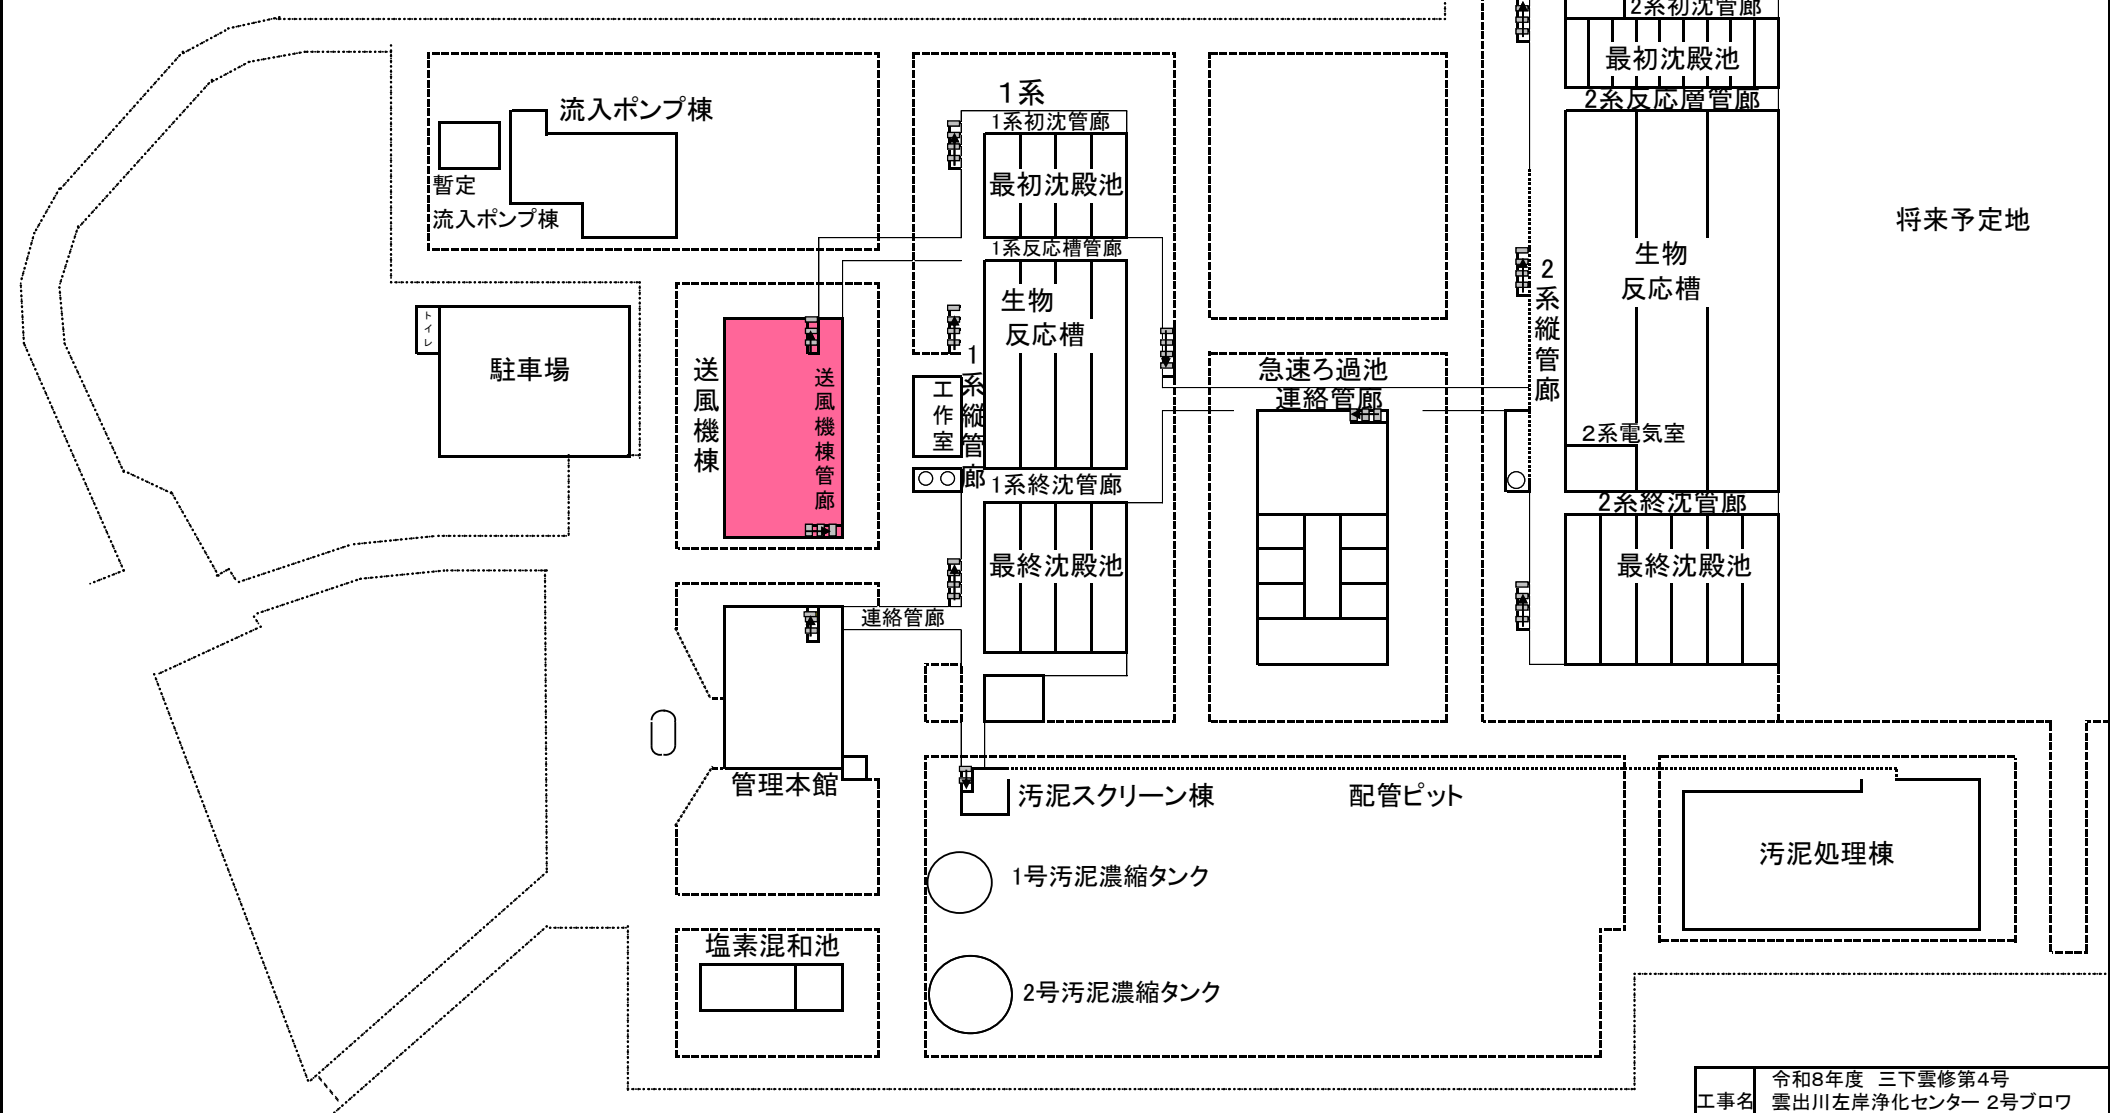 2系初沈管廊
最初沈殿池
2系反応層管廊
流入ポンプ棟
暫定
流入ポンプ棟
1系
1系初沈管廊
最初沈殿池
1系反応槽管廊
生物
反応槽
将来予定地
生物
反応槽
2系縦管廊
2系電気室
2系終沈管廊
最終沈殿池
トイレ
駐車場
送風機棟
送風機棟管廊
工作室
1系縦管廊
1系終沈管廊
最終沈殿池
急速ろ過池
連絡管廊
連絡管廊
管理本館
汚泥スクリーン棟
配管ピット
汚泥処理棟
1号汚泥濃縮タンク
2号汚泥濃縮タンク
塩素混和池
工事名
令和8年度 三下雲修第4号
雲出川左岸浄化センター 2号ブロワ